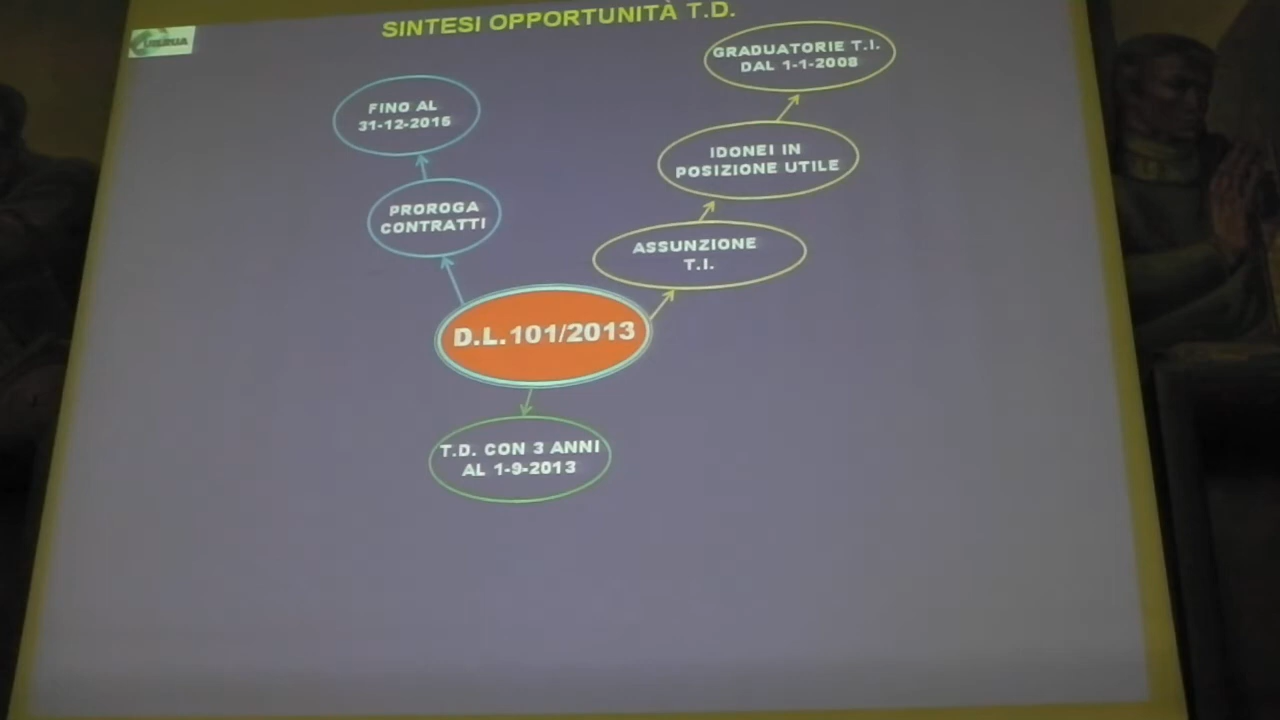 SINTESI OPPORTUNITÀ T.D.
GRADUATORIE T.I.
DAL 1-1-2008
FINO AL
31-12-2016
IDONEI IN
POSIZIONE UTILE
PROROGA
CONTRATTI
ASSUNZIONE
T.I.
D.L.101/2013
T.D. CON 3 ANNI
AL 1-9-2013